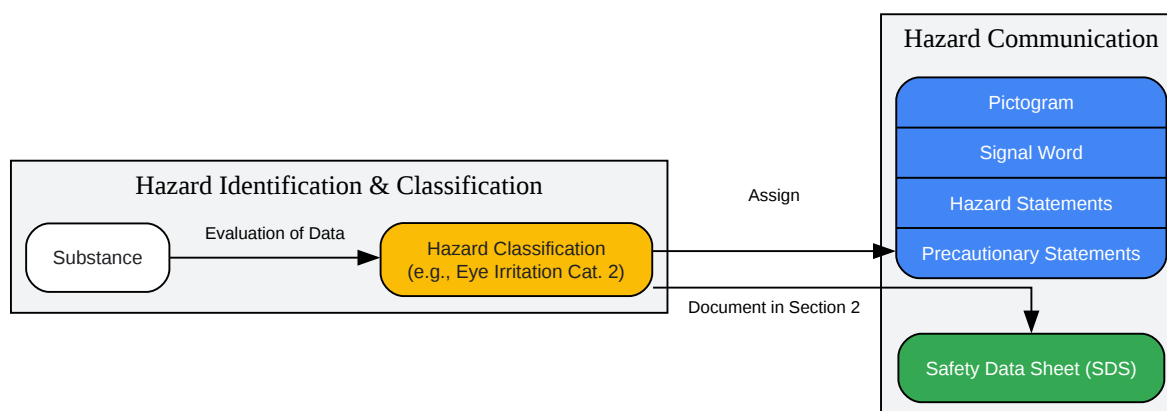 Hazard Communication
Pictogram
Signal Word
Hazard Statements
Precautionary Statements
Hazard Identification & Classification
Substance
Evaluation of Data
Hazard Classification
(e.g., Eye Irritation Cat. 2)
Assign
Document in Section 2
Safety Data Sheet (SDS)